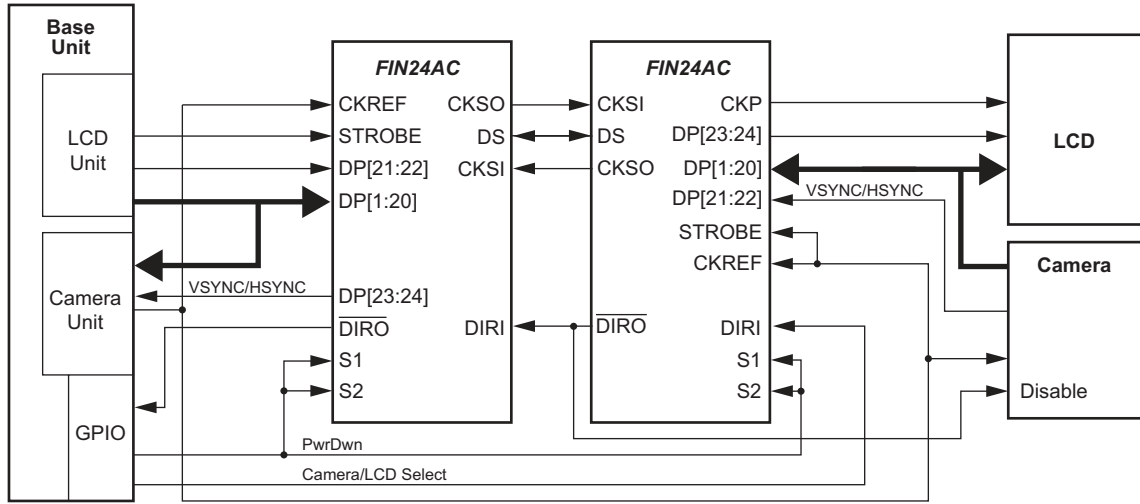 Base
Unit
LCD
Unit
Camera
Unit
GPIO
VSYNC/HSYNC
PwrDwn
Camera/LCD Select
FIN24AC
CKREF
STROBE
DP[21:22]
DP[1:20]
DP[23:24]
DIRO
S1
S2
CKSO
DS
CKSI
DIRI
FIN24AC
CKSI
DS
CKSO
DIRO
CKP
DP[23:24]
DP[1:20]
DP[21:22]
STROBE
CKREF
DIRI
S1
S2
VSYNC/HSYNC
LCD
Camera
Disable